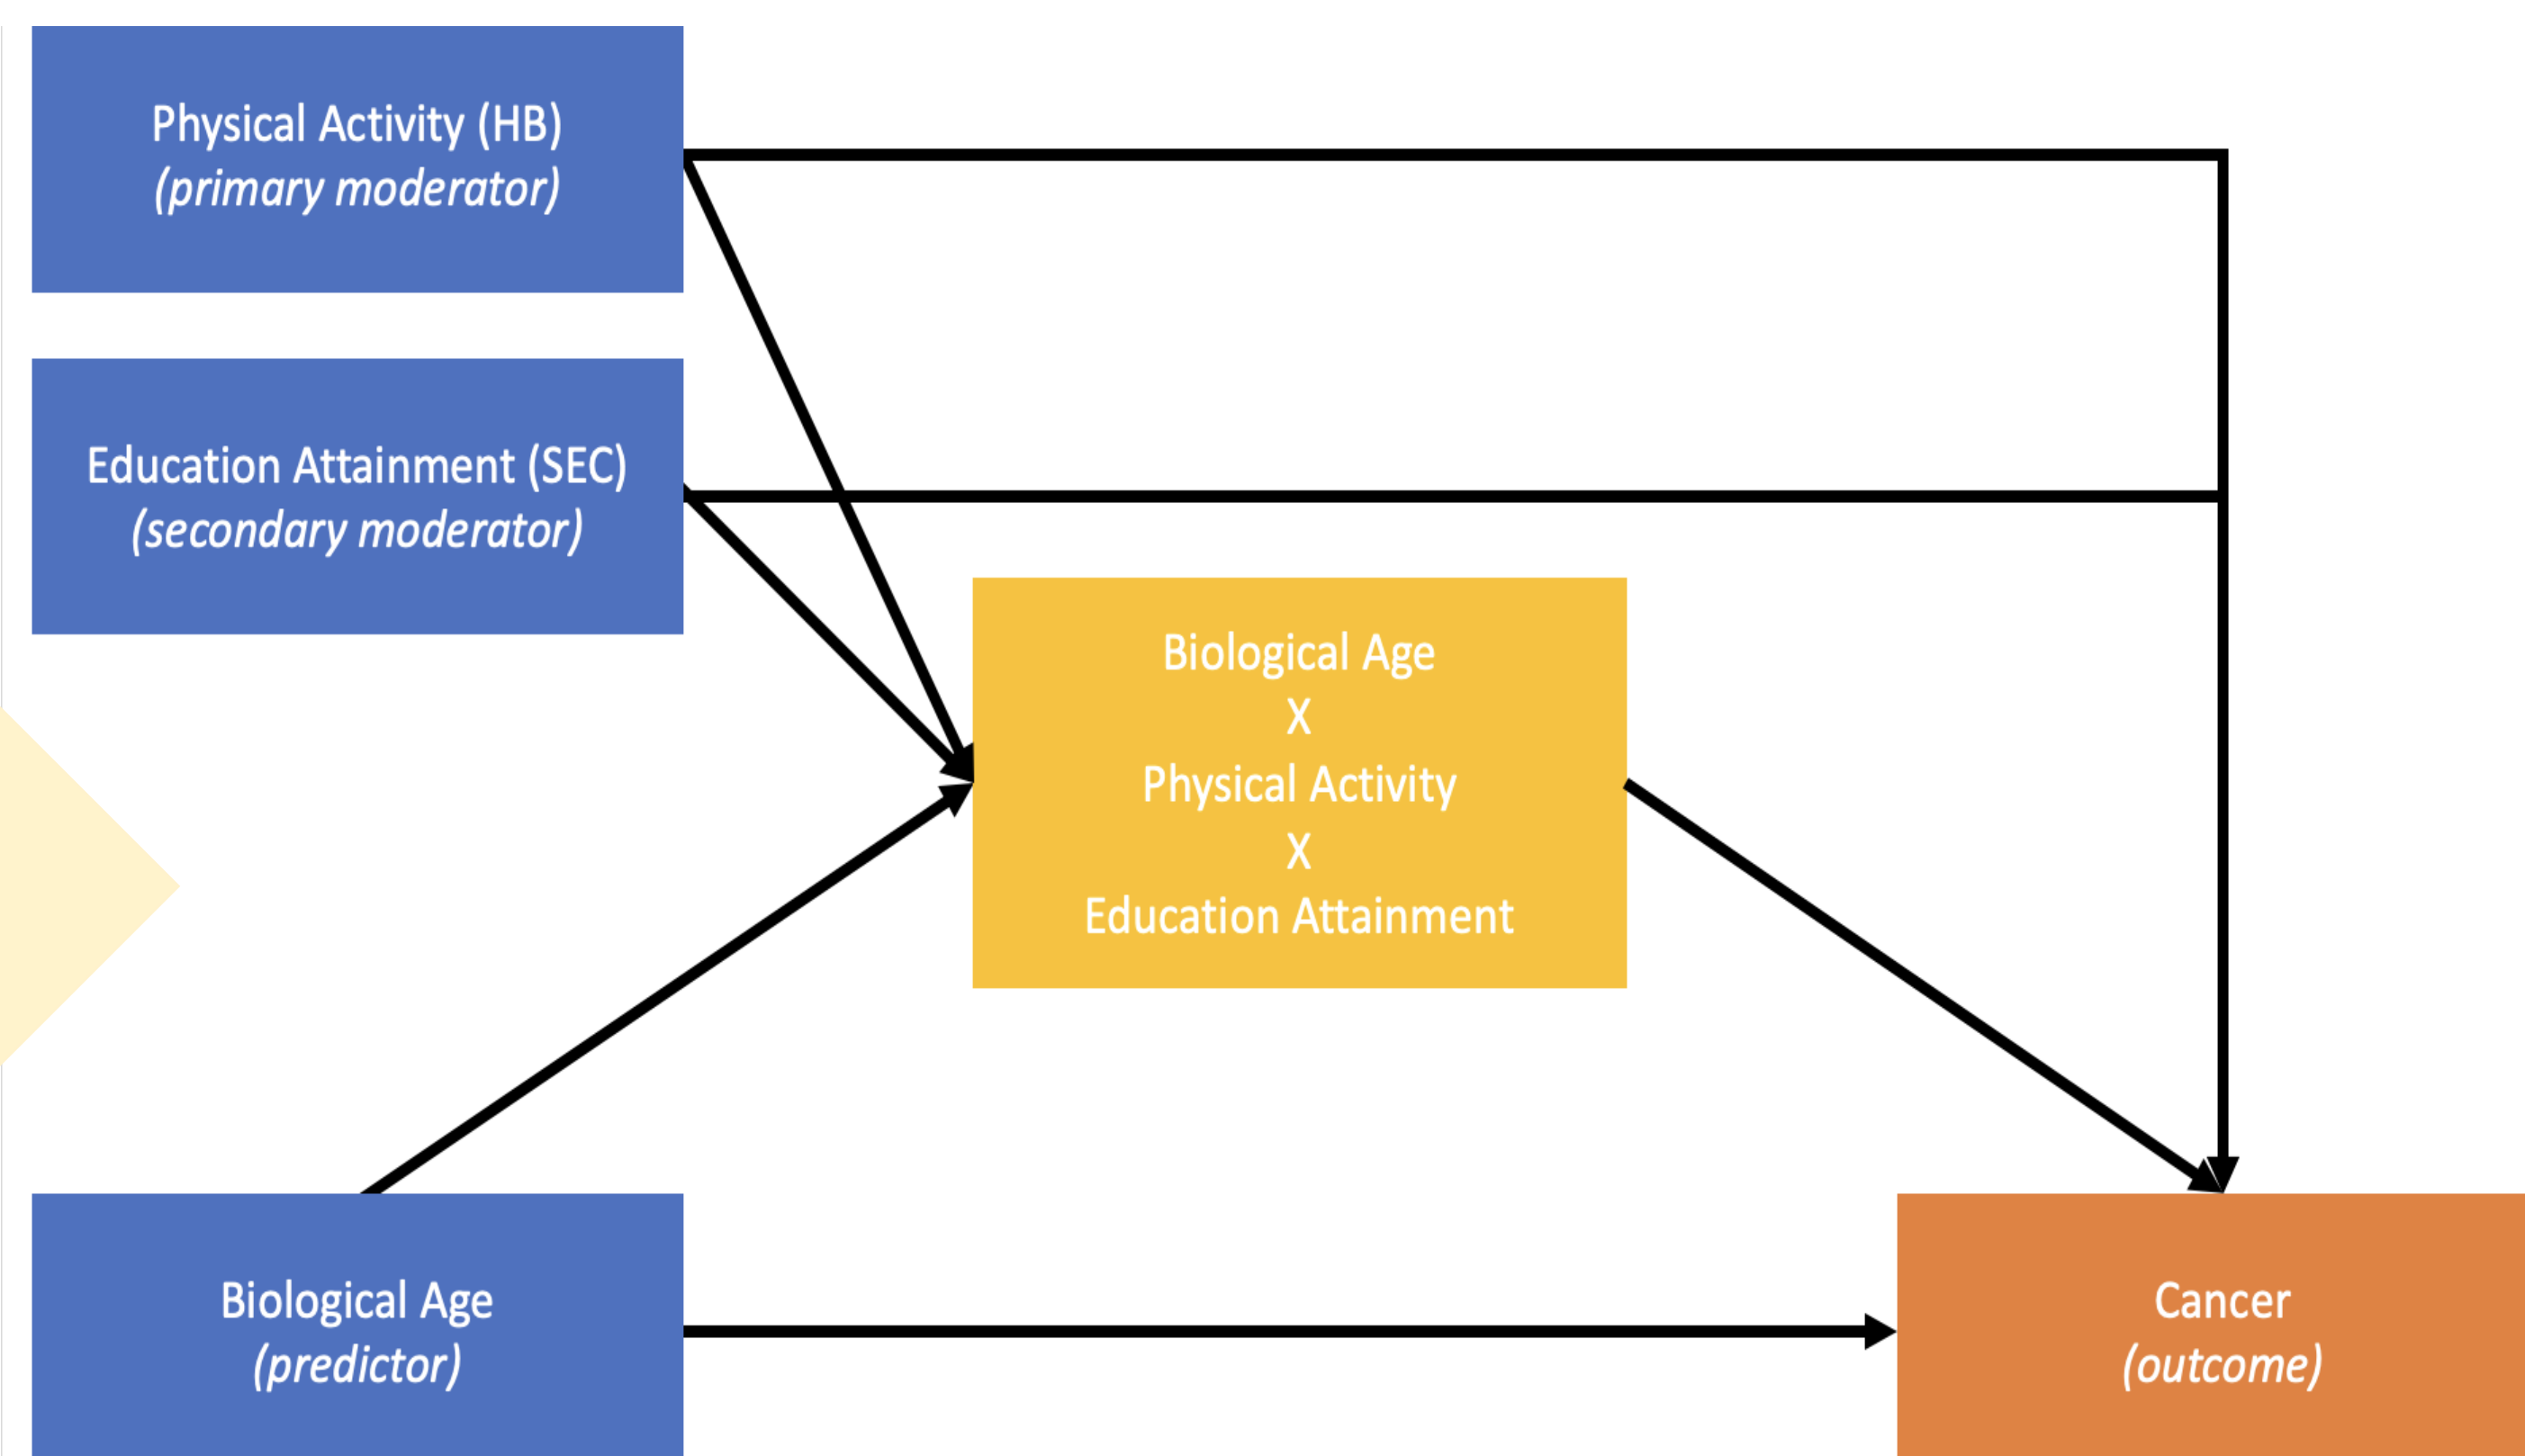 Physical Activity (HB)
(primary moderator)
Education Attainment (SEC)
(secondary moderator)
Biological Age
X
Physical Activity
X
Education Attainment
Biological Age
(predictor)
Cancer
(outcome)